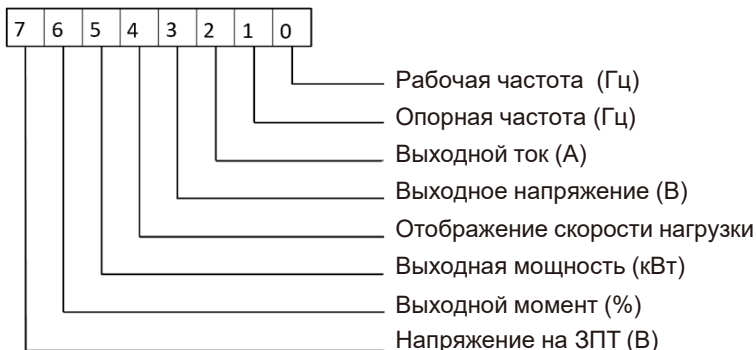 7 6 5 4 3 2 1 0
Рабочая частота (Гц)
Опорная частота (Гц)
Выходной ток (А)
Выходное напряжение (В)
Отображение скорости нагрузки
Выходная мощность (кВт)
Выходной момент (%)
Напряжение на ЗПТ (В)